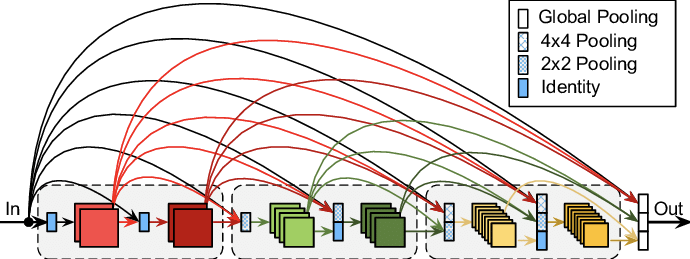 Global Pooling
4x4 Pooling
2x2 Pooling
Identity
In
Out